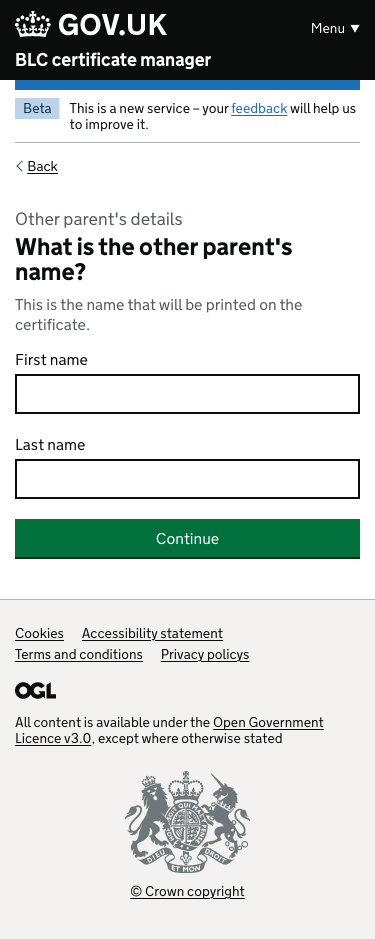 GOV.UK
Menu ▼
BLC certificate manager
Beta
This is a new service – your feedback will help us
to improve it.
Back
Other parent's details
What is the other parent's
name?
This is the name that will be printed on the
certificate.
First name
Last name
Continue
Cookies Accessibility statement
Terms and conditions Privacy policys
OGL
All content is available under the Open Government
Licence v3.0, except where otherwise stated
DIEU ET MON DROIT
© Crown copyright